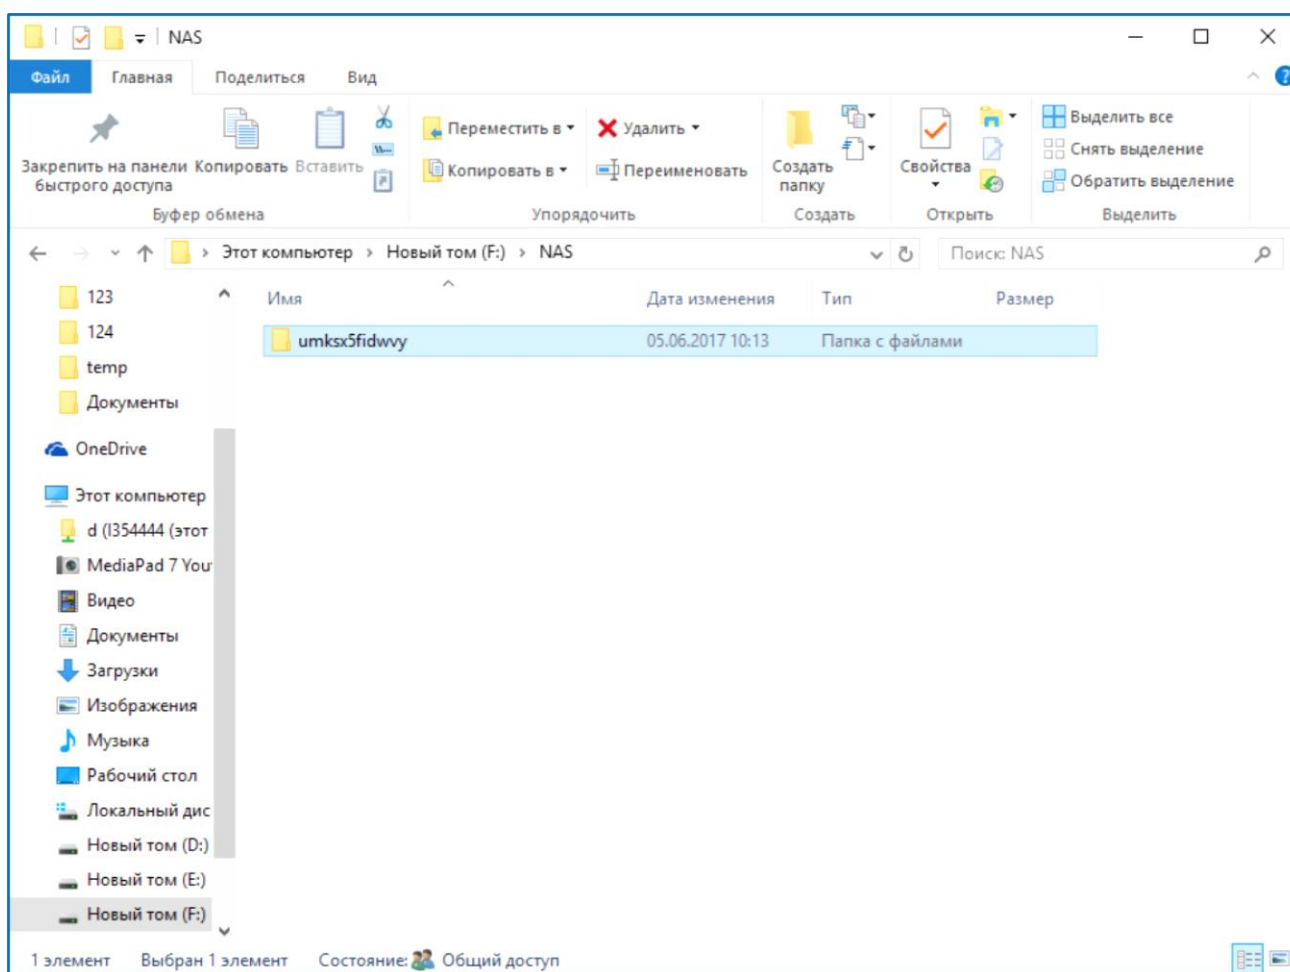 NAS
Файл Главная Поделиться Вид
Закрепить на панели быстрого доступа
Копировать
Вставить
Переместить в
Копировать в
Удалить
Переименовать
Создать папку
Свойства
Выделить все
Снять выделение
Обратить выделение
Буфер обмена Упорядочить Создать Открыть Выделить
Этот компьютер > Новый том (F:) > NAS
Поиск: NAS
123
124
temp
Документы
OneDrive
Этот компьютер
d (I354444 (этот
MediaPad 7 You
Видео
Документы
Загрузки
Изображения
Музыка
Рабочий стол
Локальный дис
Новый том (D:)
Новый том (E:)
Новый том (F:)
Имя Дата изменения Тип Размер
umksx5fidwvy 05.06.2017 10:13 Папка с файлами
1 элемент Выбран 1 элемент Состояние: Общий доступ